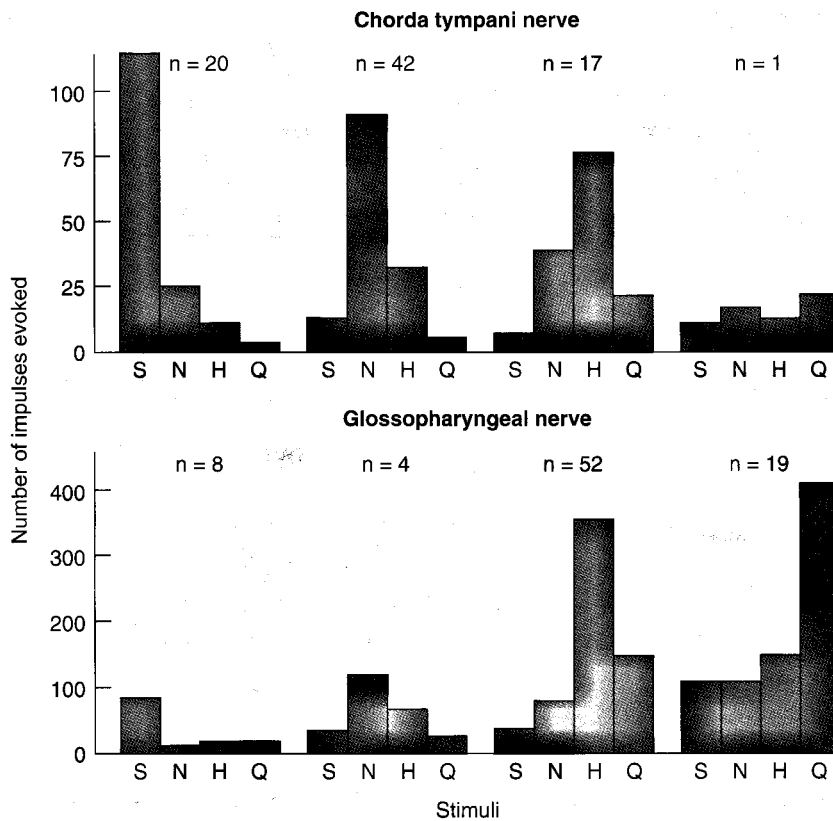 Chorda tympani nerve
n = 20 n = 42 n = 17 n = 1
100
75
50
25
0
S N H Q S N H Q S N H Q S N H Q
Number of impulses evoked
Glossopharyngeal nerve
n = 8 n = 4 n = 52 n = 19
400
300
200
100
0
S N H Q S N H Q S N H Q S N H Q
Stimuli